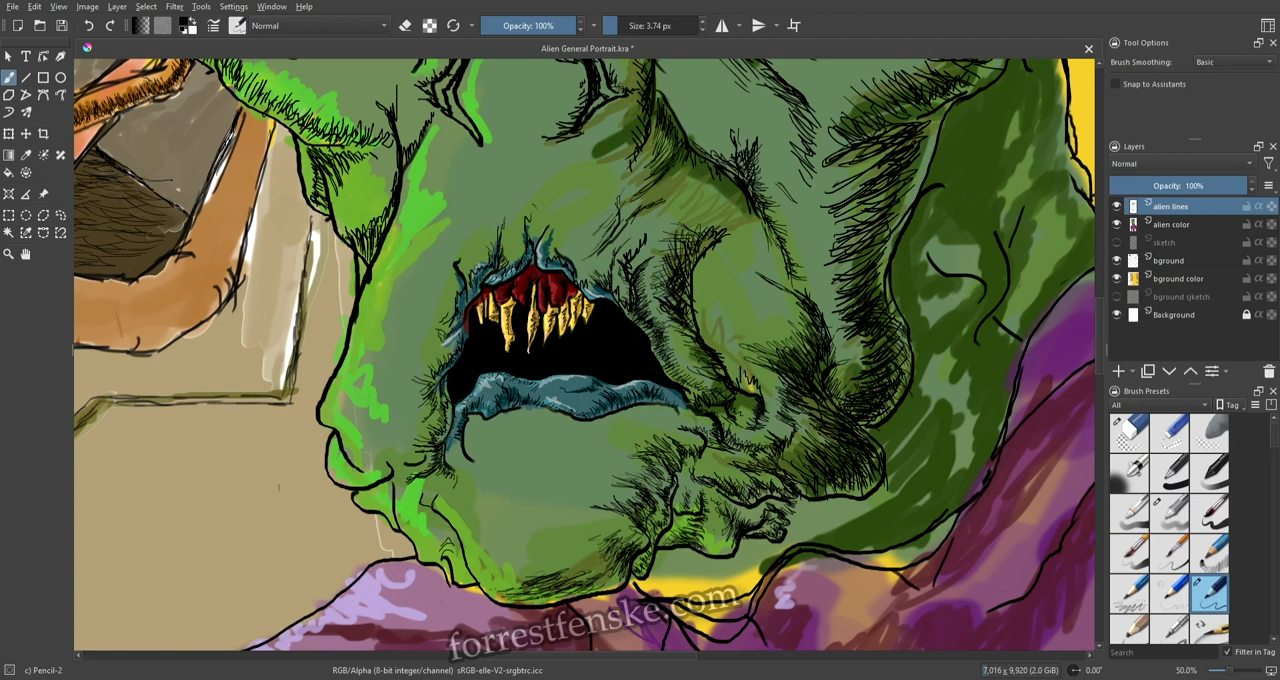 File Edit View Image Layer Select Filter Tools Settings Window Help
Normal Opacity: 100% Size: 3.74 px
Alien General Portrait.kra *
Tool Options
Brush Smoothing: Basic
Snap to Assistants
Layers
Normal
Opacity: 100%
alien lines
alien color
sketch
bground
bground color
bground sjketch
Background
Brush Presets
All Tag
Search Filter in Tag
forrestfenske.com
c) Pencil-2 RGB/Alpha (8-bit integer/channel) sRGB-elle-V2-srgbtrc.icc 7,016 x 9,920 (2.0 GiB) 0.00° 50.0%